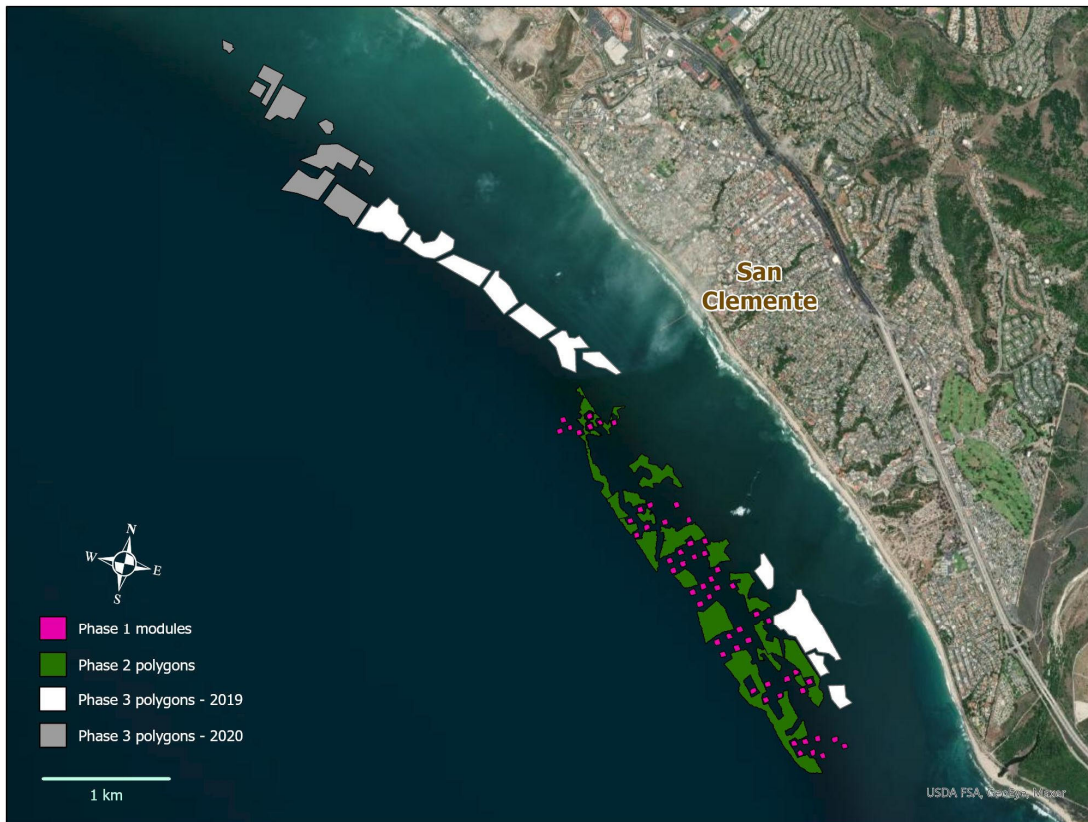 San
Clemente
N
W
E
S
Phase 1 modules
Phase 2 polygons
Phase 3 polygons - 2019
Phase 3 polygons - 2020
1 km
USDA FSA, GeoEye, Maxar